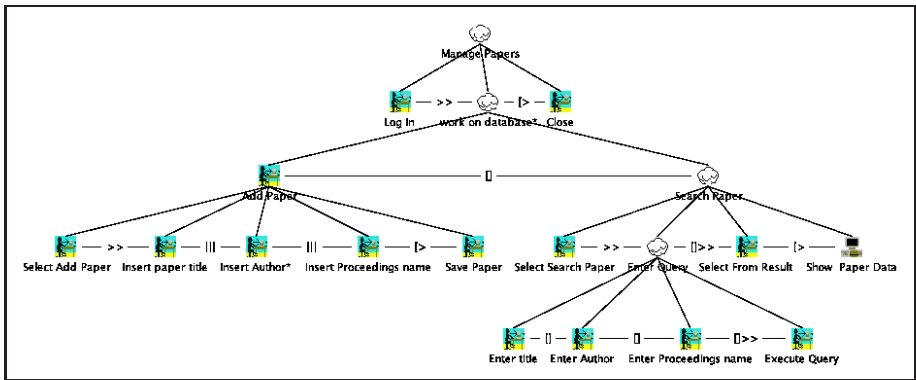 Manage Papers
Log In >> work on database* [> Close
Add Paper [] Search Paper
Select Add Paper >> Insert paper title ||| Insert Author* ||| Insert Proceedings name [> Save Paper Select Search Paper >> Enter Query []>> Select From Result [> Show Paper Data
Enter title [] Enter Author [] Enter Proceedings name []>> Execute Query